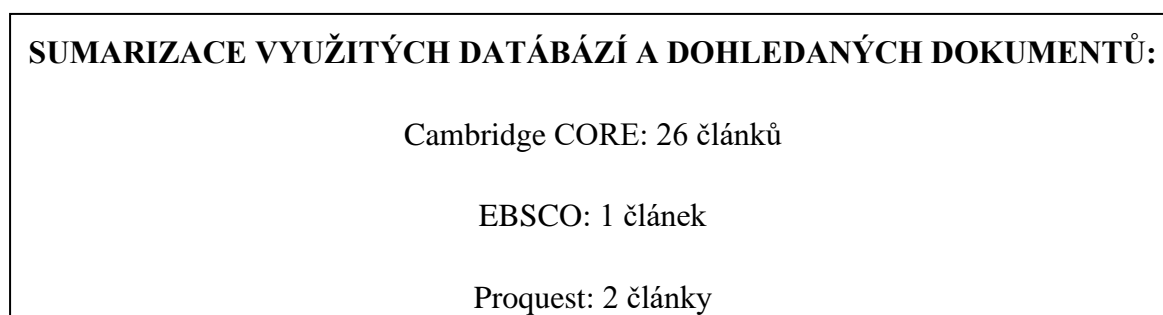 SUMARIZACE VYUŽITÝCH DATÁBÁZÍ A DOHLEDANÝCH DOKUMENTŮ:
Cambridge CORE: 26 článků
EBSCO: 1 článek
Proquest: 2 články